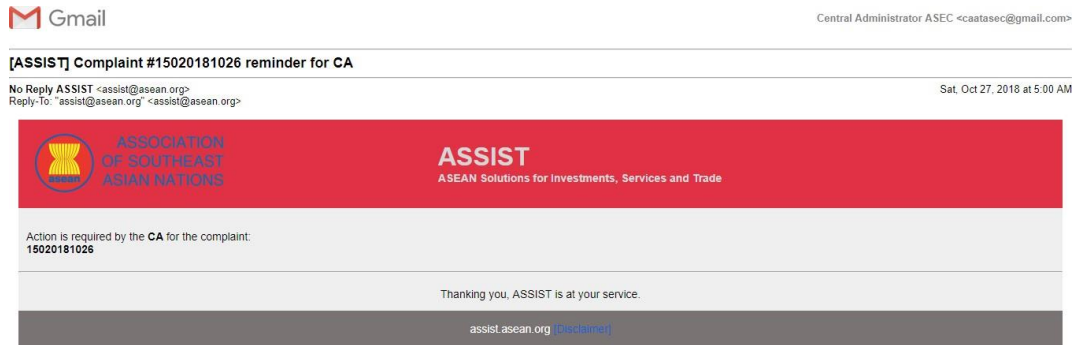 Gmail
Central Administrator ASEC <caatasec@gmail.com>
[ASSIST] Complaint #15020181026 reminder for CA
No Reply ASSIST <assist@asean.org>
Sat, Oct 27, 2018 at 5:00 AM
Reply-To: "assist@asean.org" <assist@asean.org>
asean
ASSOCIATION
OF SOUTHEAST
ASIAN NATIONS
ASSIST
ASEAN Solutions for Investments, Services and Trade
Action is required by the CA for the complaint:
15020181026
Thanking you, ASSIST is at your service.
assist.asean.org [Disclaimer]